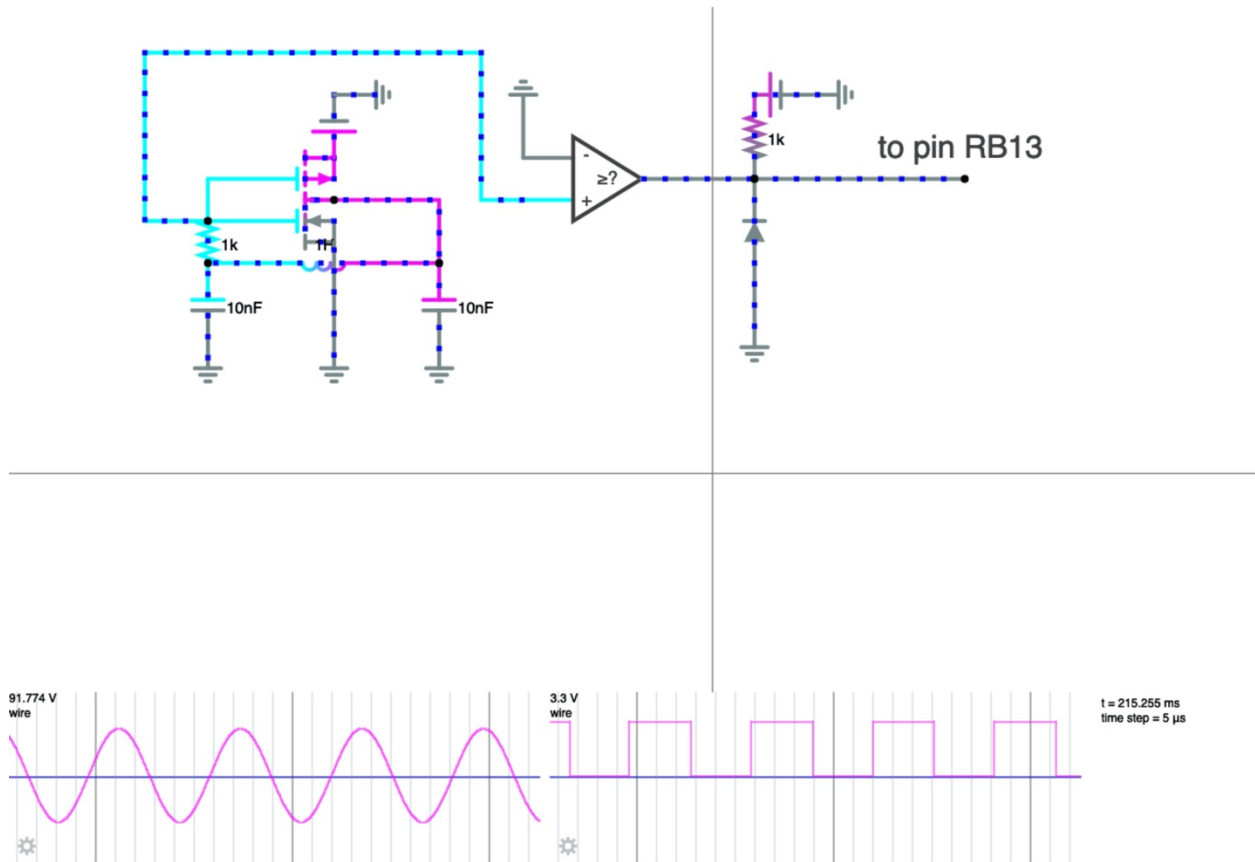 1k
to pin RB13
-
≥?
+
1k
1H
10nF
10nF
91.774 V
wire
3.3 V
wire
t = 215.255 ms
time step = 5 µs